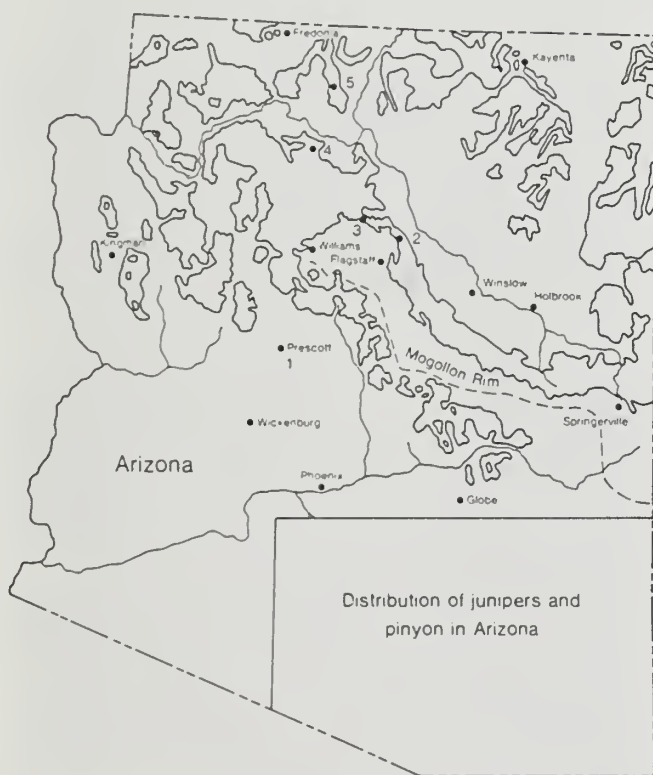 Fredonia
Kayenta
5
4
3
2
Kingman
Williams
Flagstaff
Winslow
Holbrook
Prescott
1
Mogollon Rim
Springerville
Wickenburg
Arizona
Phoenix
Globe
Distribution of junipers and
pinyon in Arizona